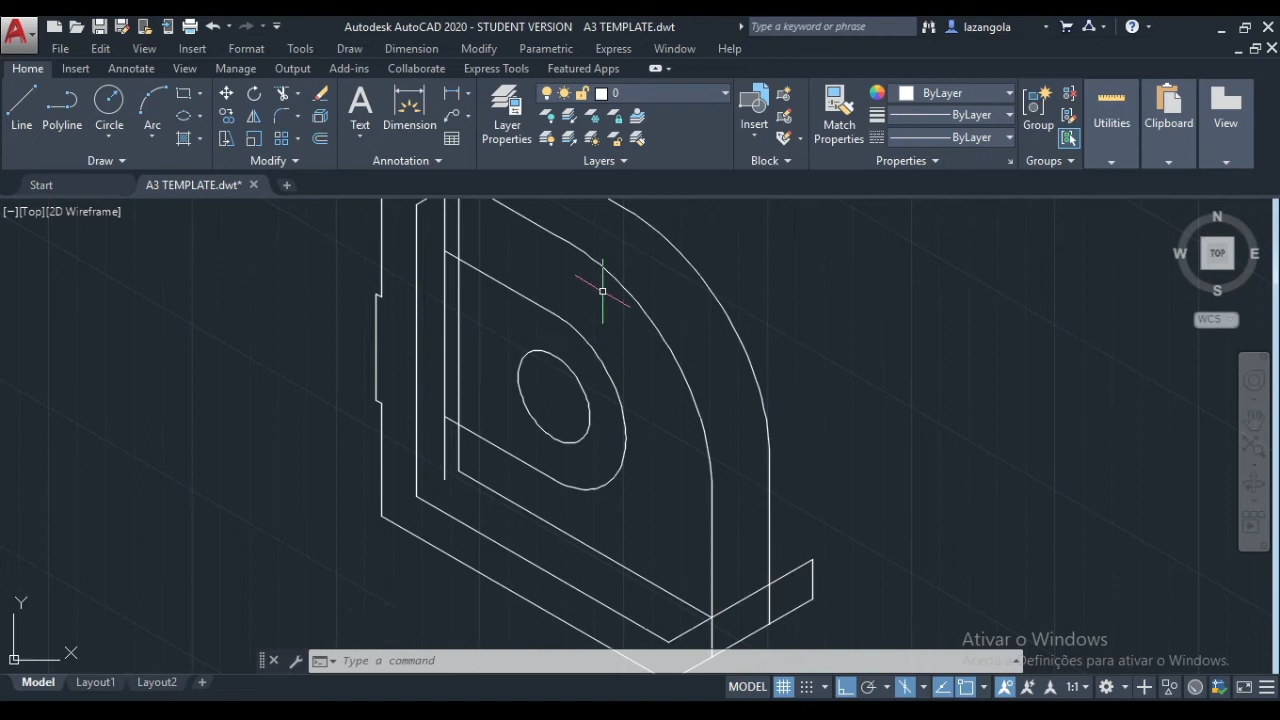 Autodesk AutoCAD 2020 - STUDENT VERSION A3 TEMPLATE.dwt
Type a keyword or phrase
lazangola
File Edit View Insert Format Tools Draw Dimension Modify Parametric Express Window Help
Home Insert Annotate View Manage Output Add-ins Collaborate Express Tools Featured Apps
0
ByLayer
ByLayer
ByLayer
Line Polyline Circle Arc
Text Dimension
Layer Properties
Insert
Match Properties
Group
Utilities
Clipboard
View
Draw Modify Annotation Layers Block Properties Groups
Start
A3 TEMPLATE.dwt*
[−][Top][2D Wireframe]
N
W TOP E
S
WCS
Y
X
Ativar o Windows
Aceda a Definições para ativar o Windows.
Type a command
Model Layout1 Layout2
MODEL
1:1